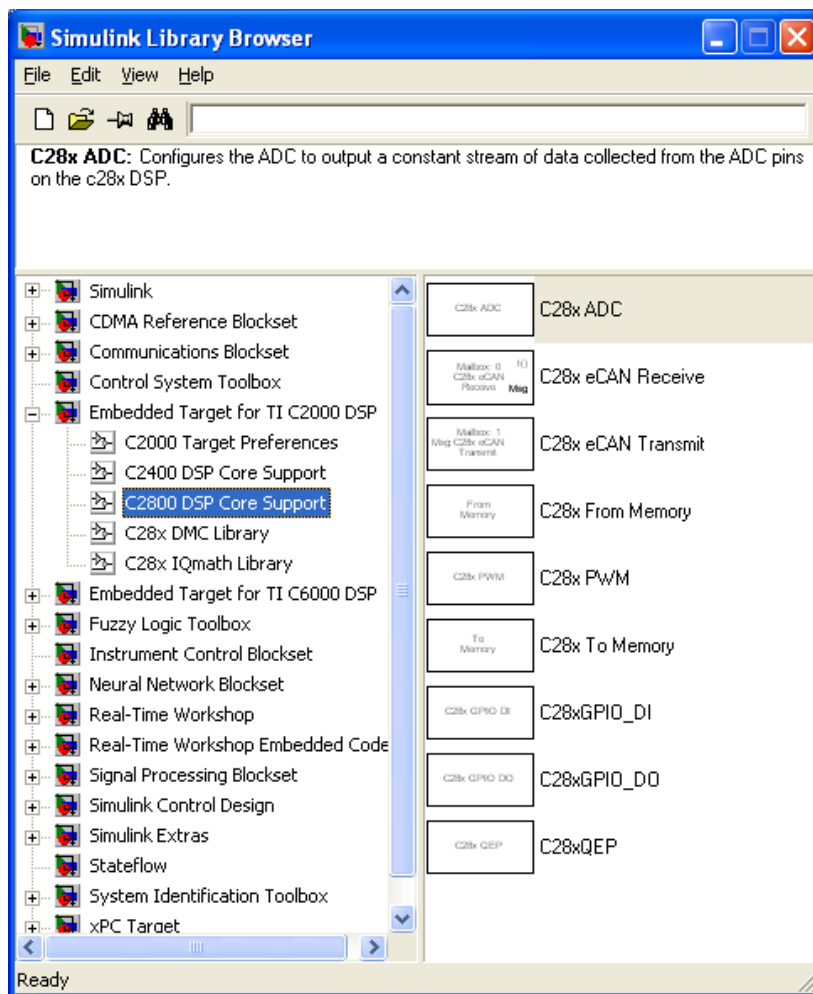 Simulink Library Browser
File Edit View Help
C28x ADC: Configures the ADC to output a constant stream of data collected from the ADC pins
on the c28x DSP.
Simulink
CDMA Reference Blockset
Communications Blockset
Control System Toolbox
Embedded Target for TI C2000 DSP
C2000 Target Preferences
C2400 DSP Core Support
C2800 DSP Core Support
C28x DMC Library
C28x IQmath Library
Embedded Target for TI C6000 DSP
Fuzzy Logic Toolbox
Instrument Control Blockset
Neural Network Blockset
Real-Time Workshop
Real-Time Workshop Embedded Code
Signal Processing Blockset
Simulink Control Design
Simulink Extras
Stateflow
System Identification Toolbox
xPC Target
C28x ADC
C28x ADC
Mailbox: 0
C28x eCAN
Receive
Msg
C28x eCAN Receive
Mailbox: 1
Msg C28x eCAN
Transmit
C28x eCAN Transmit
From
Memory
C28x From Memory
C28x PWM
C28x PWM
To
Memory
C28x To Memory
C28x GPIO DI
C28xGPIO_DI
C28x GPIO DO
C28xGPIO_DO
C28x QEP
C28xQEP
Ready